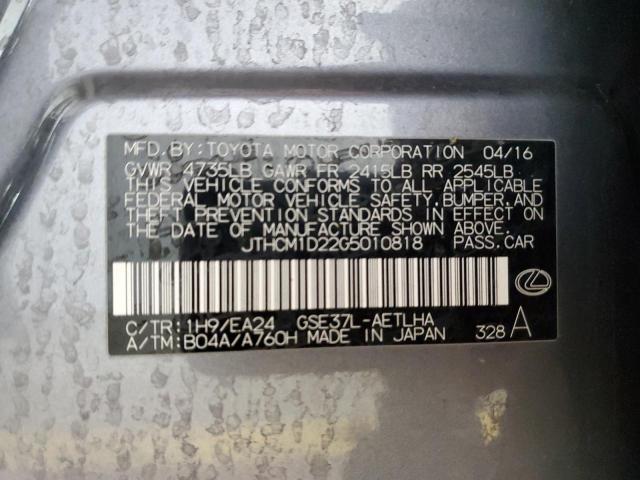 MFD.BY:TOYOTA MOTOR CORPORATION 04/16
GVWR 4735LB GAWR FR 2415LB RR 2545LB
THIS VEHICLE CONFORMS TO ALL APPLICABLE
FEDERAL MOTOR VEHICLE SAFETY,BUMPER,AND
THEFT PREVENTION STANDARDS IN EFFECT ON
THE DATE OF MANUFACTURE SHOWN ABOVE.
JTHCM1D22G5010818 PASS.CAR
C/TR:1H9/EA24 GSE37L-AETLHA
A/TM:B04A/A760H MADE IN JAPAN 328 A